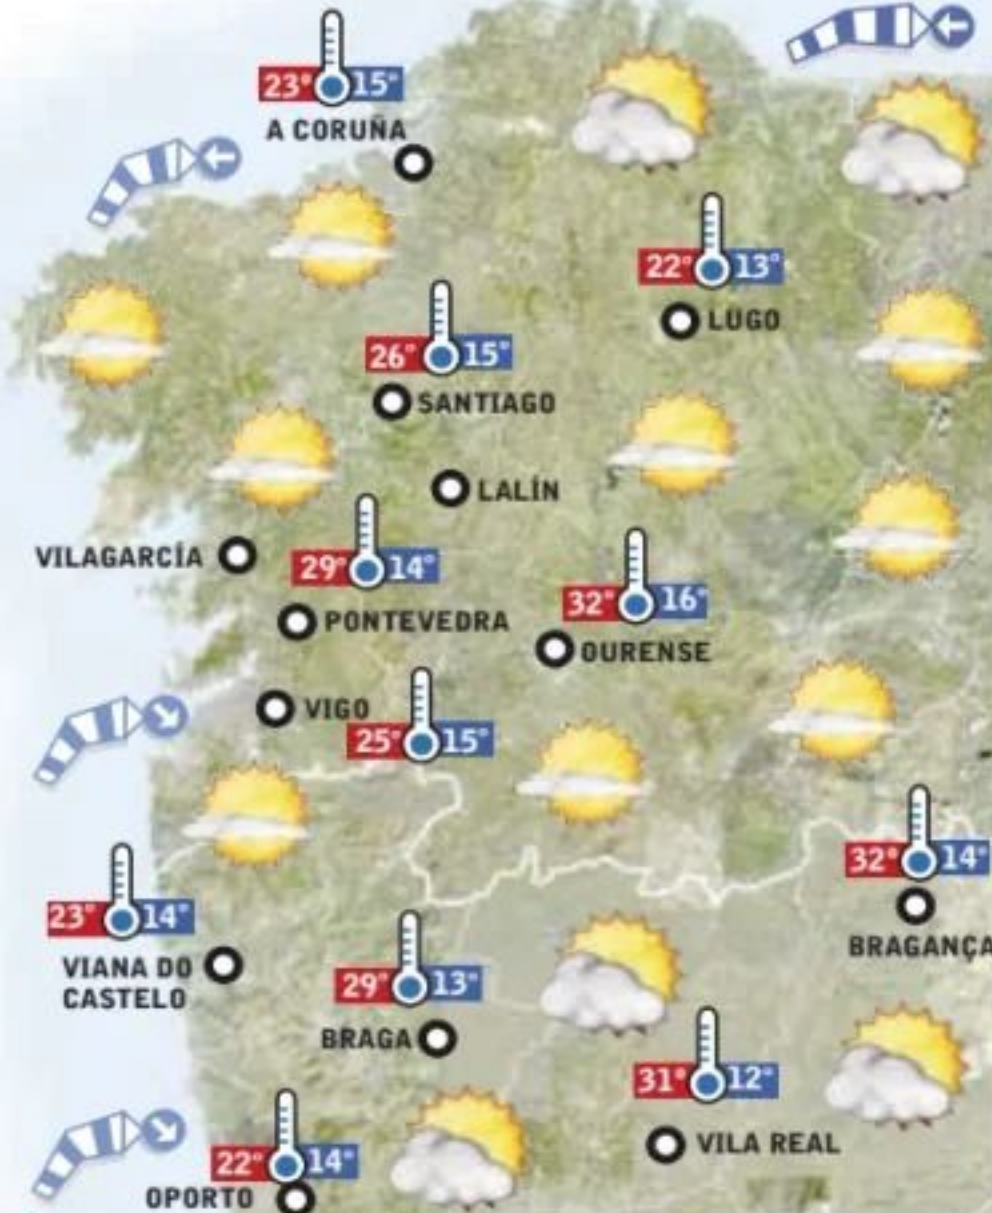 23° 15°
A CORUÑA
22° 13°
LUGO
26° 15°
SANTIAGO
LALÍN
VILAGARCÍA
29° 14°
PONTEVEDRA
32° 16°
OURENSE
VIGO
25° 15°
32° 14°
BRAGANÇA
23° 14°
VIANA DO
CASTELO
29° 13°
BRAGA
31° 12°
VILA REAL
22° 14°
OPORTO